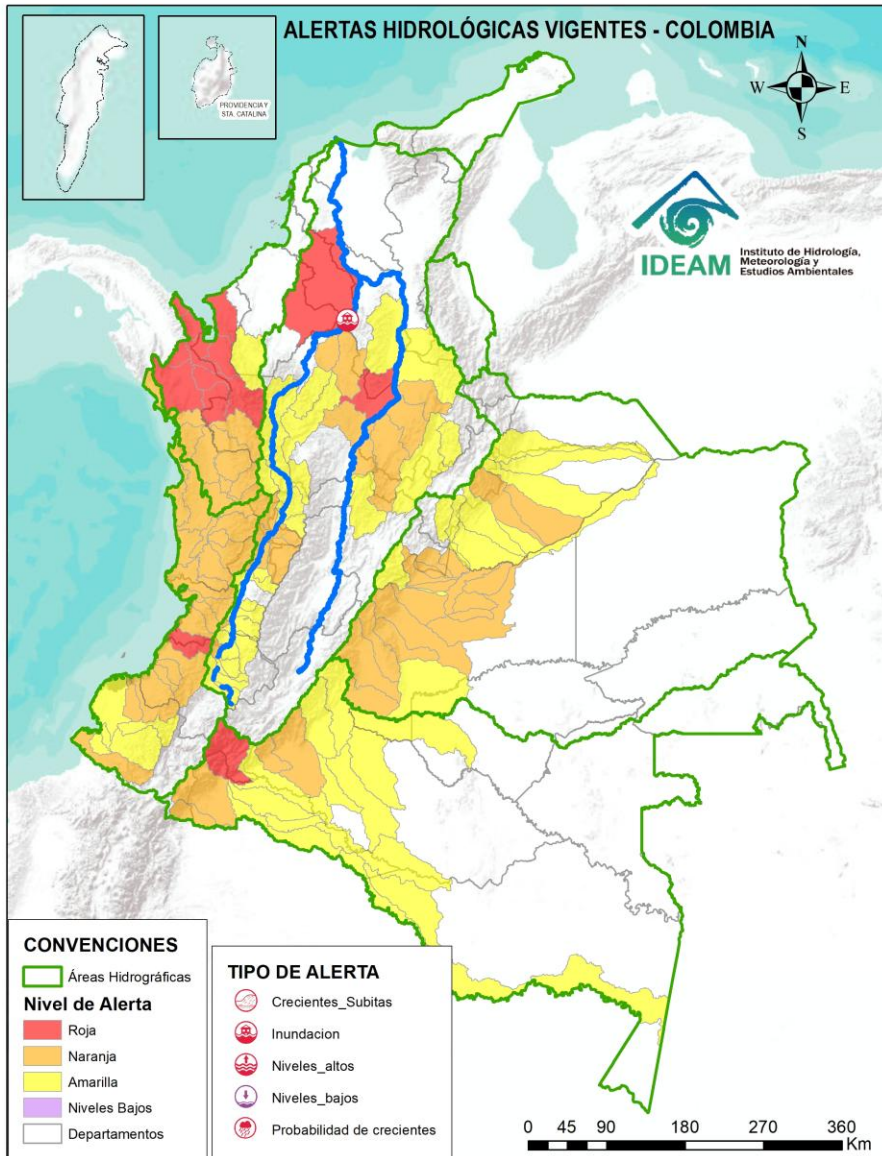 ALERTAS HIDROLÓGICAS VIGENTES - COLOMBIA
PROVIDENCIA Y
STA. CATALINA
N
W
E
S
IDEAM
Instituto de Hidrología,
Meteorología y
Estudios Ambientales
CONVENCIONES
Áreas Hidrográficas
Nivel de Alerta
Roja
Naranja
Amarilla
Niveles Bajos
Departamentos
TIPO DE ALERTA
Crecientes_Subitas
Inundacion
Niveles_altos
Niveles_bajos
Probabilidad de crecientes
0 45 90 180 270 360
Km